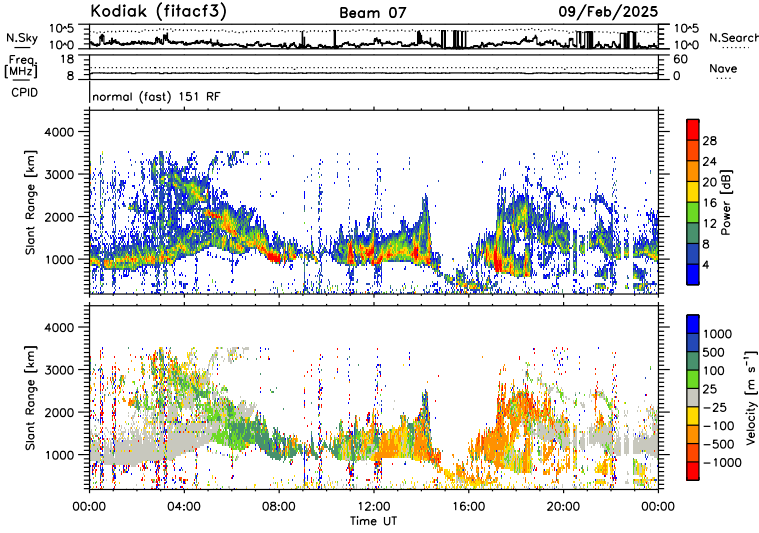 Kodiak (fitacf3) Beam 07 09/Feb/2025
N.Sky 10^5 10^0 10^5 10^0 N.Search
Freq. [MHz] 18 8 60 0 Nave
CPID normal (fast) 151 RF
Slant Range [km] 4000 3000 2000 1000
Power [dB] 28 24 20 16 12 8 4
Slant Range [km] 4000 3000 2000 1000
Velocity [m s^-1] 1000 500 100 25 -25 -100 -500 -1000
00:00 04:00 08:00 12:00 16:00 20:00 00:00
Time UT